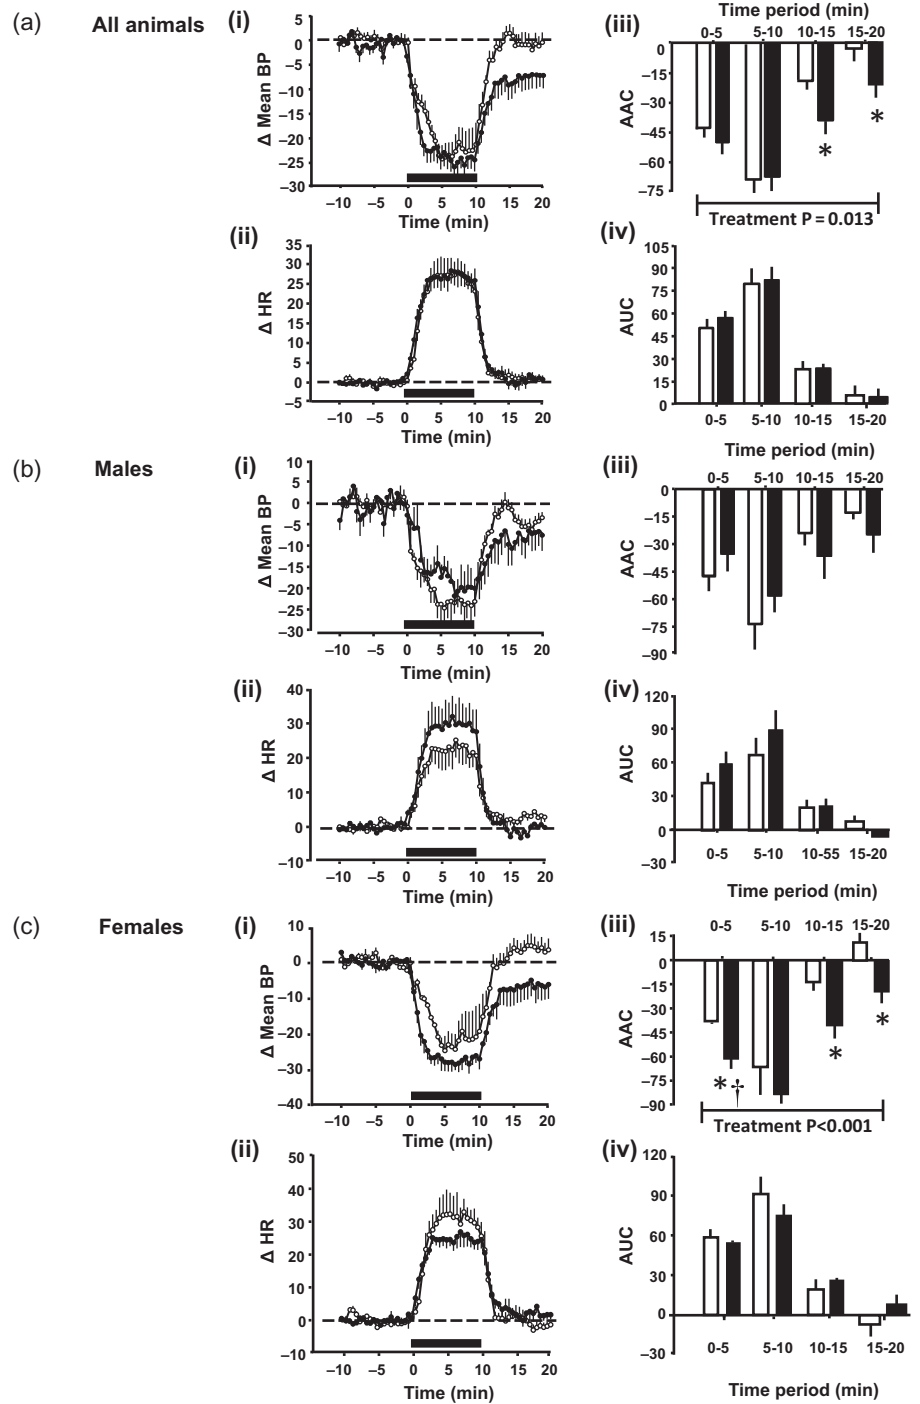 (a) All animals
(i)
Δ Mean BP
5
0
–5
–10
–15
–20
–25
–30
–10 –5 0 5 10 15 20
Time (min)
(iii)
Time period (min)
0-5 5-10 10-15 15-20
AAC
0
–15
–30
–45
–60
–75
* *
Treatment P = 0.013
(ii)
Δ HR
35
30
25
20
15
10
5
0
–5
–10 –5 0 5 10 15 20
Time (min)
(iv)
AUC
105
90
75
60
45
30
15
0
0-5 5-10 10-15 15-20
Time period (min)
(b) Males
(i)
Δ Mean BP
10
5
0
–5
–10
–15
–20
–25
–30
–10 –5 0 5 10 15 20
Time (min)
(iii)
0-5 5-10 10-15 15-20
AAC
0
–15
–30
–45
–60
–75
–90
(ii)
Δ HR
40
30
20
10
0
–10
–10 –5 0 5 10 15 20
Time (min)
(iv)
AUC
120
90
60
30
0
–30
0-5 5-10 10-55 15-20
Time period (min)
(c) Females
(i)
Δ Mean BP
10
0
–10
–20
–30
–40
–10 –5 0 5 10 15 20
Time (min)
(iii)
0-5 5-10 10-15 15-20
AAC
15
0
–15
–30
–45
–60
–75
–90
*† * *
Treatment P<0.001
(ii)
Δ HR
50
40
30
20
10
0
–10
–10 –5 0 5 10 15 20
Time (min)
(iv)
AUC
120
90
60
30
0
–30
0-5 5-10 10-15 15-20
Time period (min)